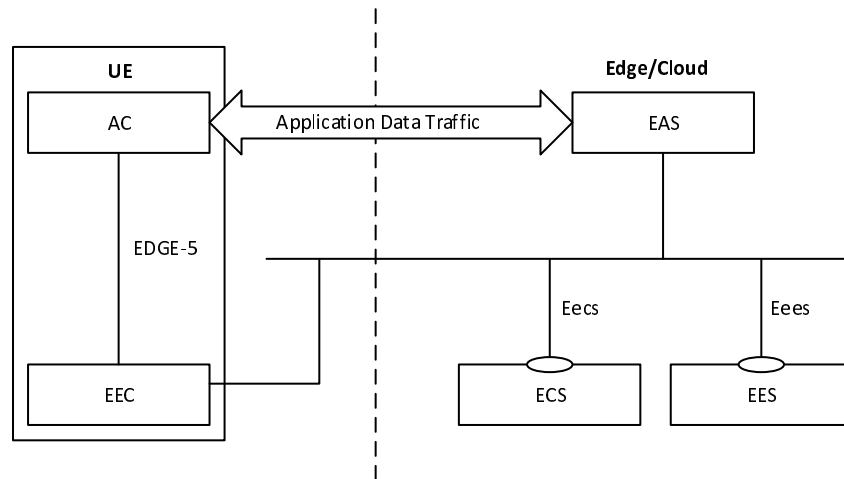 UE
Edge/Cloud
AC
Application Data Traffic
EAS
EDGE-5
Eecs
Eees
EEC
ECS
EES